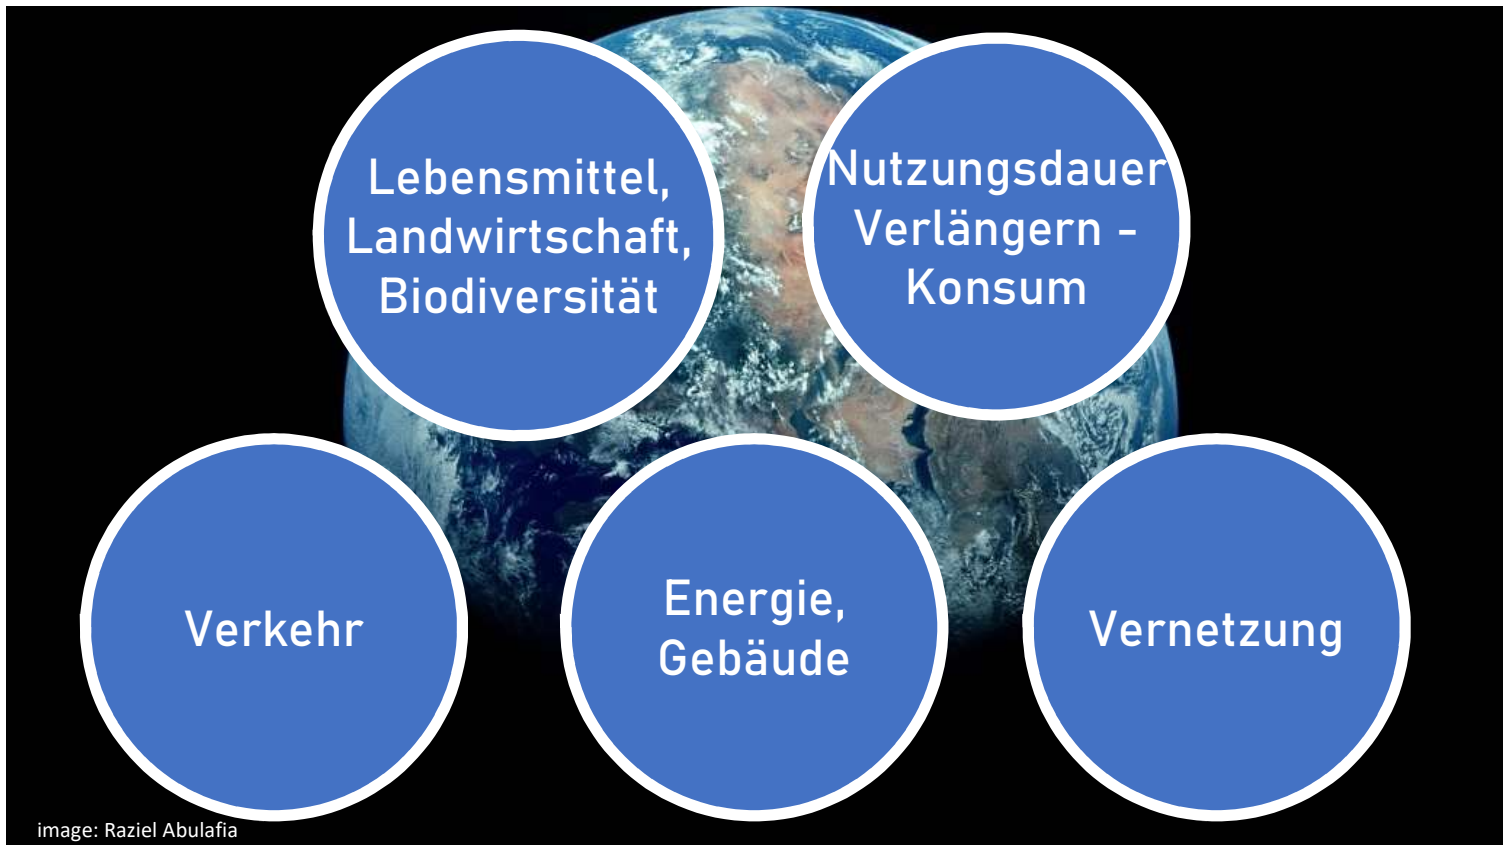 Lebensmittel,
Landwirtschaft,
Biodiversität
Nutzungsdauer
Verlängern -
Konsum
Verkehr
Energie,
Gebäude
Vernetzung
image: Raziel Abulafia